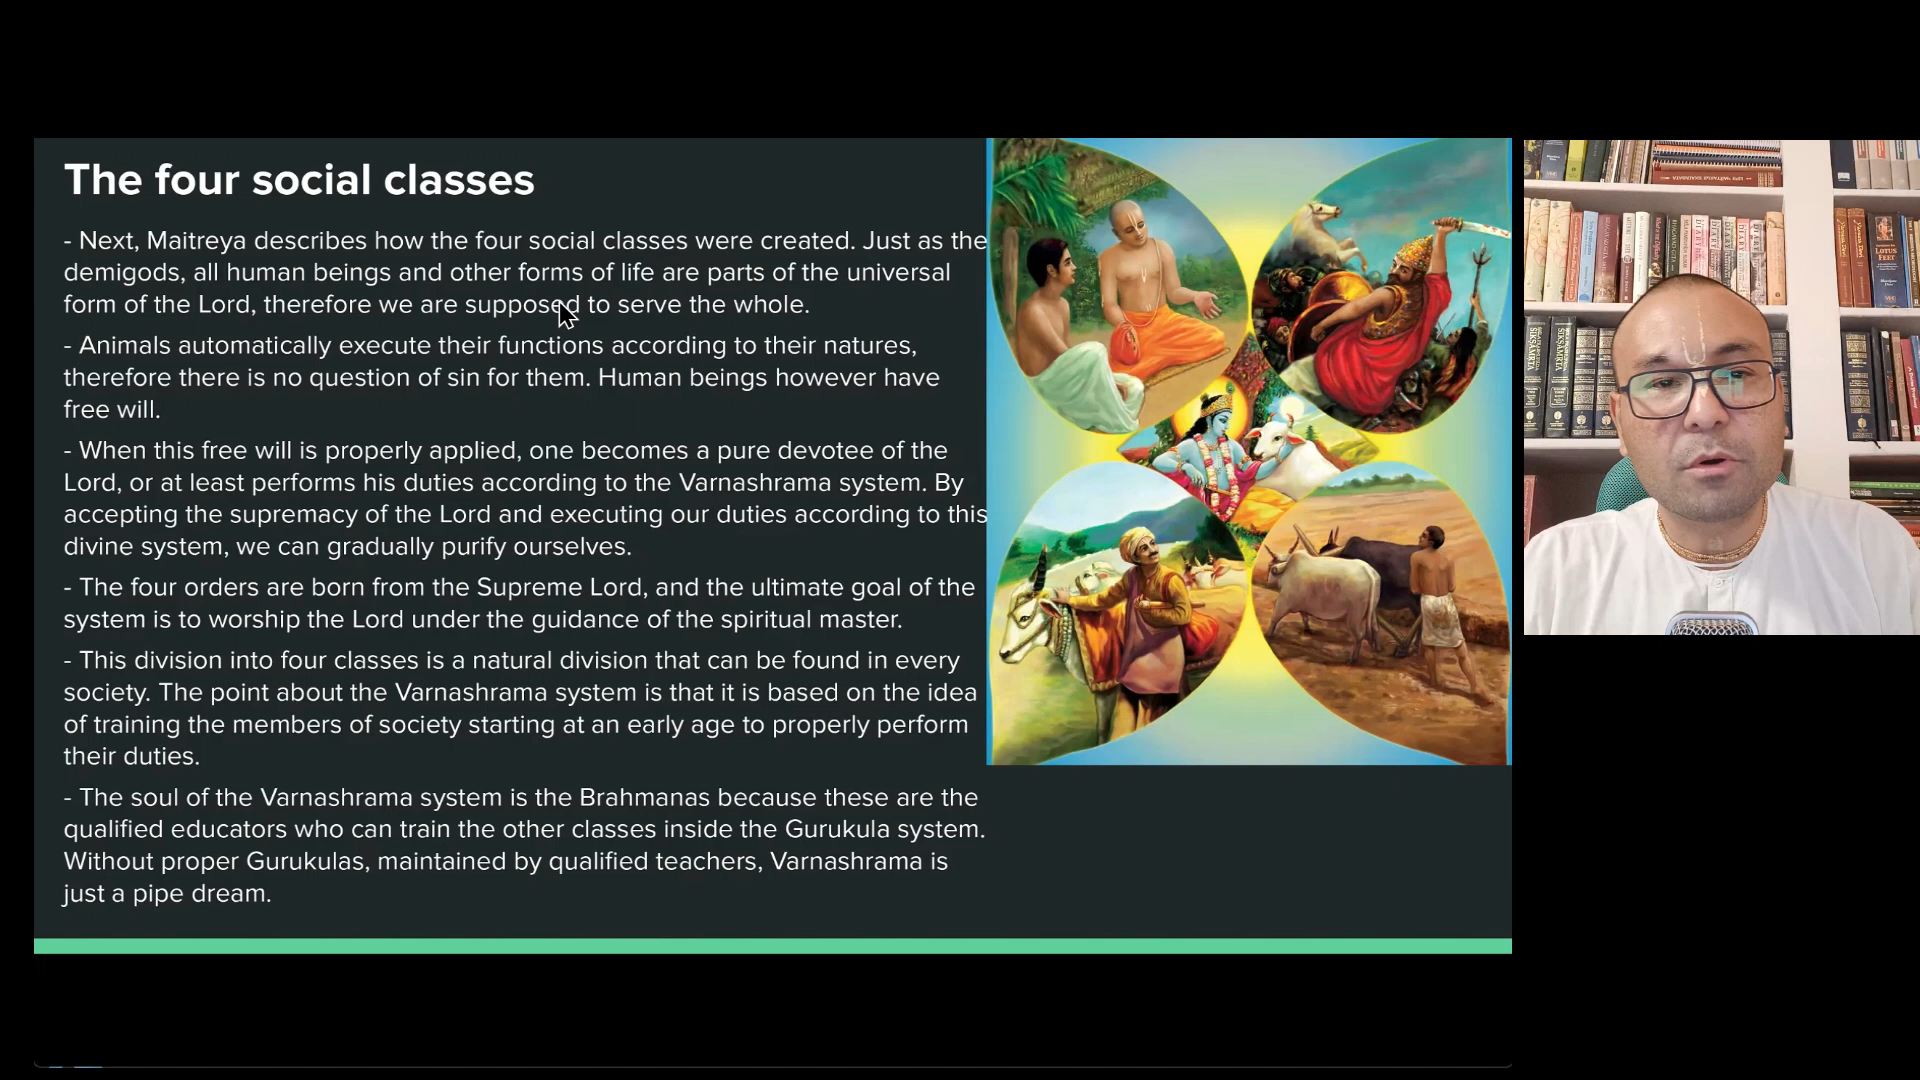 The four social classes
- Next, Maitreya describes how the four social classes were created. Just as the
demigods, all human beings and other forms of life are parts of the universal
form of the Lord, therefore we are supposed to serve the whole.
- Animals automatically execute their functions according to their natures,
therefore there is no question of sin for them. Human beings however have
free will.
- When this free will is properly applied, one becomes a pure devotee of the
Lord, or at least performs his duties according to the Varnashrama system. By
accepting the supremacy of the Lord and executing our duties according to this
divine system, we can gradually purify ourselves.
- The four orders are born from the Supreme Lord, and the ultimate goal of the
system is to worship the Lord under the guidance of the spiritual master.
- This division into four classes is a natural division that can be found in every
society. The point about the Varnashrama system is that it is based on the idea
of training the members of society starting at an early age to properly perform
their duties.
- The soul of the Varnashrama system is the Brahmanas because these are the
qualified educators who can train the other classes inside the Gurukula system.
Without proper Gurukulas, maintained by qualified teachers, Varnashrama is
just a pipe dream.